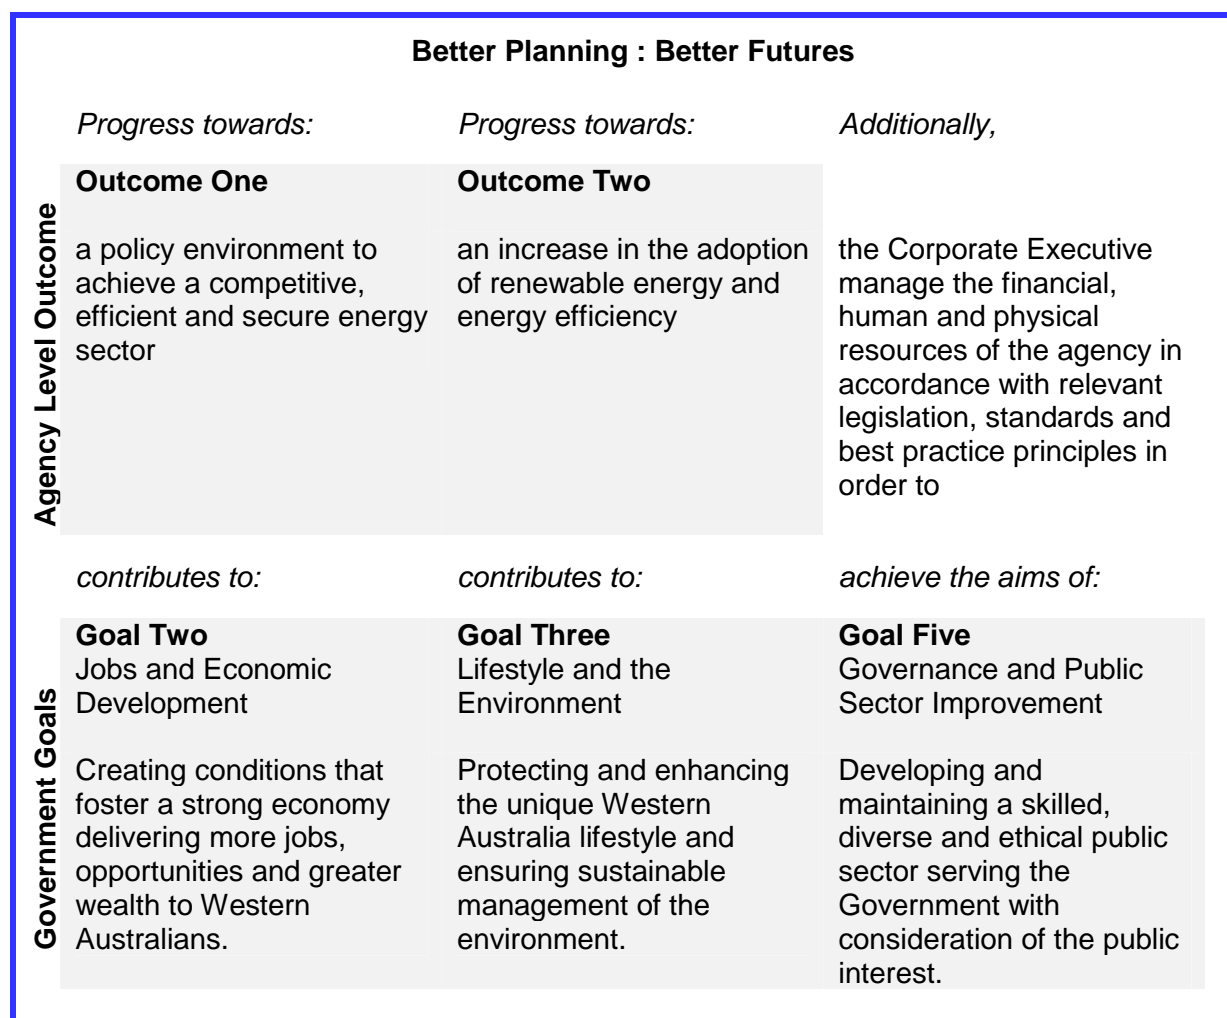 Better Planning : Better Futures
Progress towards:
Progress towards:
Additionally,
Agency Level Outcome
Outcome One
a policy environment to
achieve a competitive,
efficient and secure energy
sector
Outcome Two
an increase in the adoption
of renewable energy and
energy efficiency
the Corporate Executive
manage the financial,
human and physical
resources of the agency in
accordance with relevant
legislation, standards and
best practice principles in
order to
contributes to:
contributes to:
achieve the aims of:
Government Goals
Goal Two
Jobs and Economic
Development
Creating conditions that
foster a strong economy
delivering more jobs,
opportunities and greater
wealth to Western
Australians.
Goal Three
Lifestyle and the
Environment
Protecting and enhancing
the unique Western
Australia lifestyle and
ensuring sustainable
management of the
environment.
Goal Five
Governance and Public
Sector Improvement
Developing and
maintaining a skilled,
diverse and ethical public
sector serving the
Government with
consideration of the public
interest.